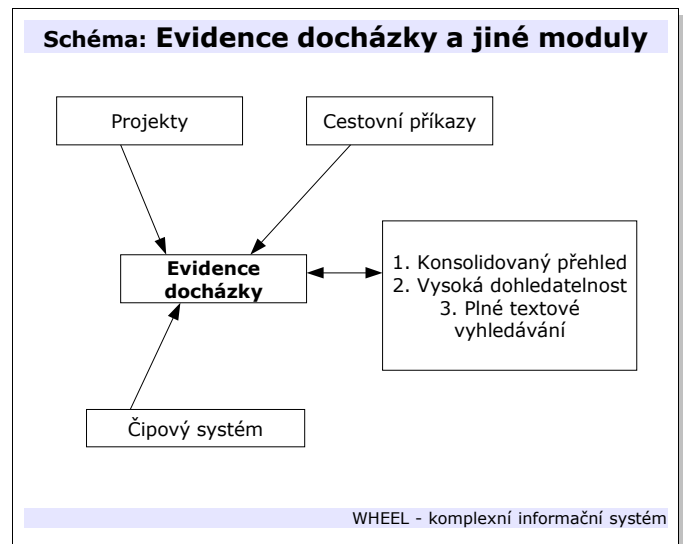 Schéma: Evidence docházky a jiné moduly
Projekty
Cestovní příkazy
Evidence
docházky
1. Konsolidovaný přehled
2. Vysoká dohledatelnost
3. Plné textové
vyhledávání
Čipový systém
WHEEL - komplexní informační systém